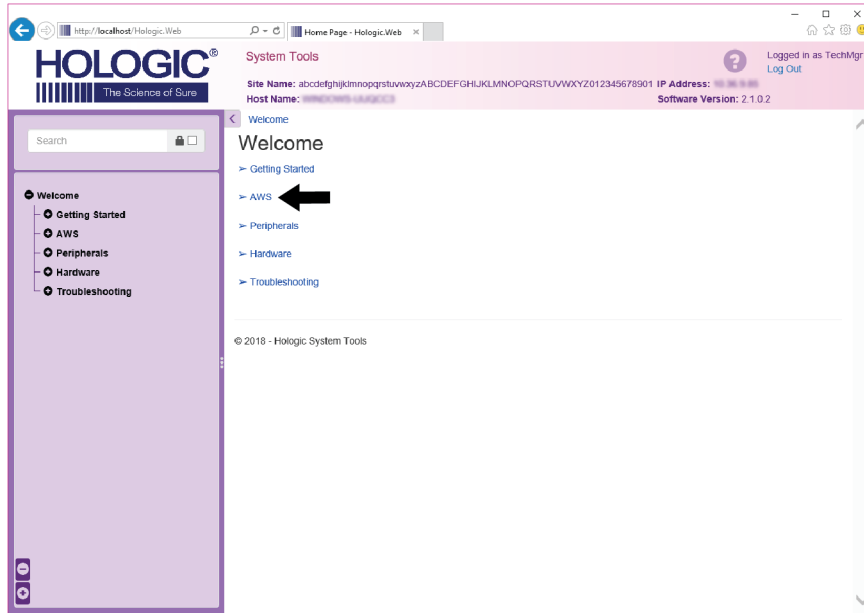 http://localhost/Hologic.Web
Home Page - Hologic.Web
HOLOGIC®
The Science of Sure
System Tools
Logged in as TechMgr
Log Out
Site Name: abcdefghijklmnopqrstuvwxyzABCDEFGHIJKLMNOPQRSTUVWXYZ012345678901 IP Address:
Host Name:
Software Version: 2.1.0.2
Search
Welcome
Getting Started
AWS
Peripherals
Hardware
Troubleshooting
Welcome
Welcome
➢ Getting Started
➢ AWS
➢ Peripherals
➢ Hardware
➢ Troubleshooting
© 2018 - Hologic System Tools